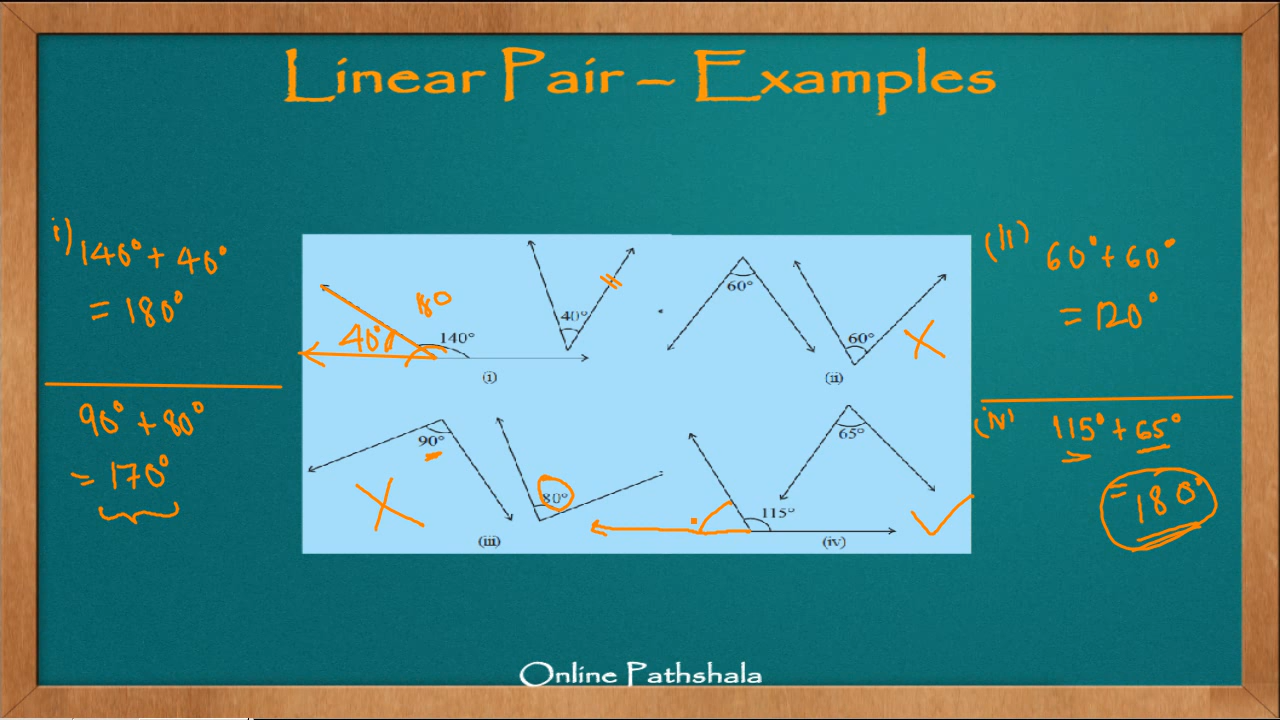 Linear Pair – Examples
i) 140° + 40°
= 180°
90° + 80°
= 170°
180
40°
140°
(i)
40°
60°
60°
(ii)
90°
80°
(iii)
115°
65°
(iv)
(ii) 60° + 60°
= 120°
(iv) 115° + 65°
= 180°
Online Pathshala